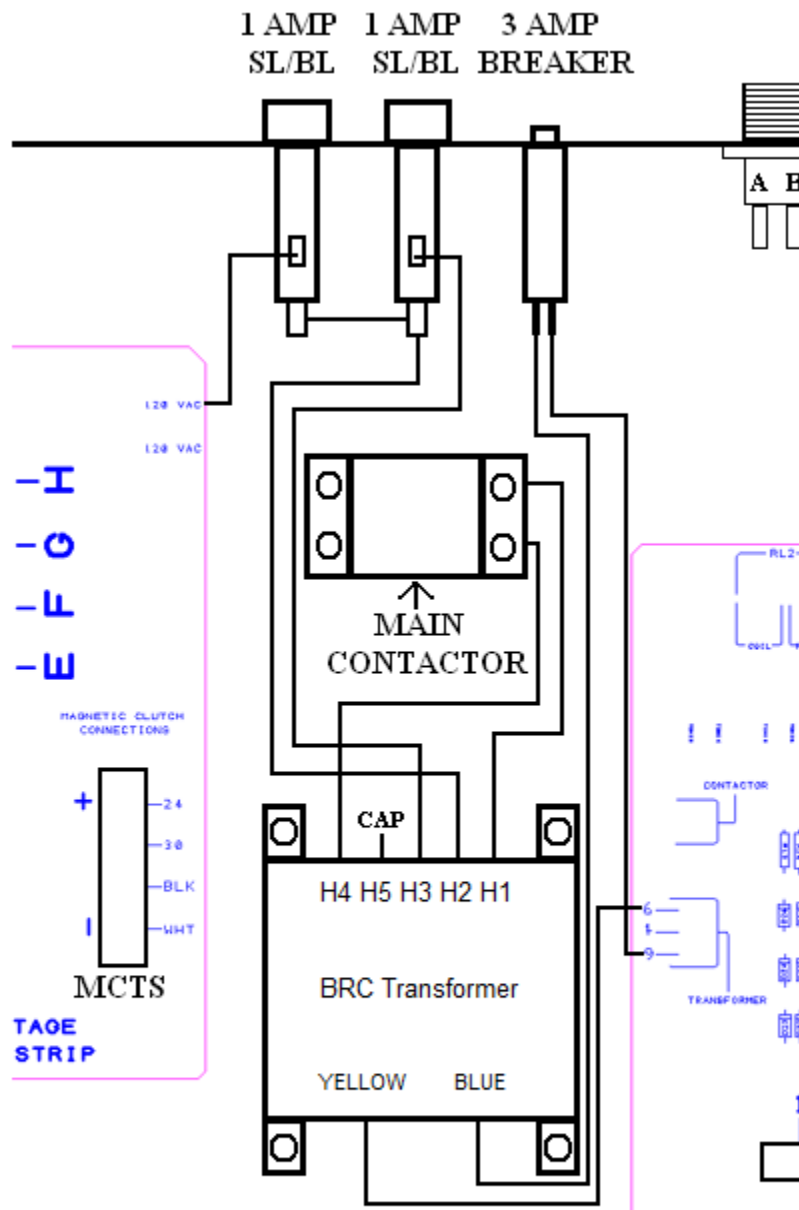 1 AMP 1 AMP 3 AMP
SL/BL SL/BL BREAKER
A B
120 VAC
120 VAC
H
G
F
E
MAIN
CONTACTOR
RL2
COIL
MAGNETIC CLUTCH
CONNECTIONS
+
24
30
BLK
WHT
MCTS
TAGE
STRIP
CAP
H4 H5 H3 H2 H1
BRC Transformer
YELLOW BLUE
CONTACTOR
6
9
TRANSFORMER